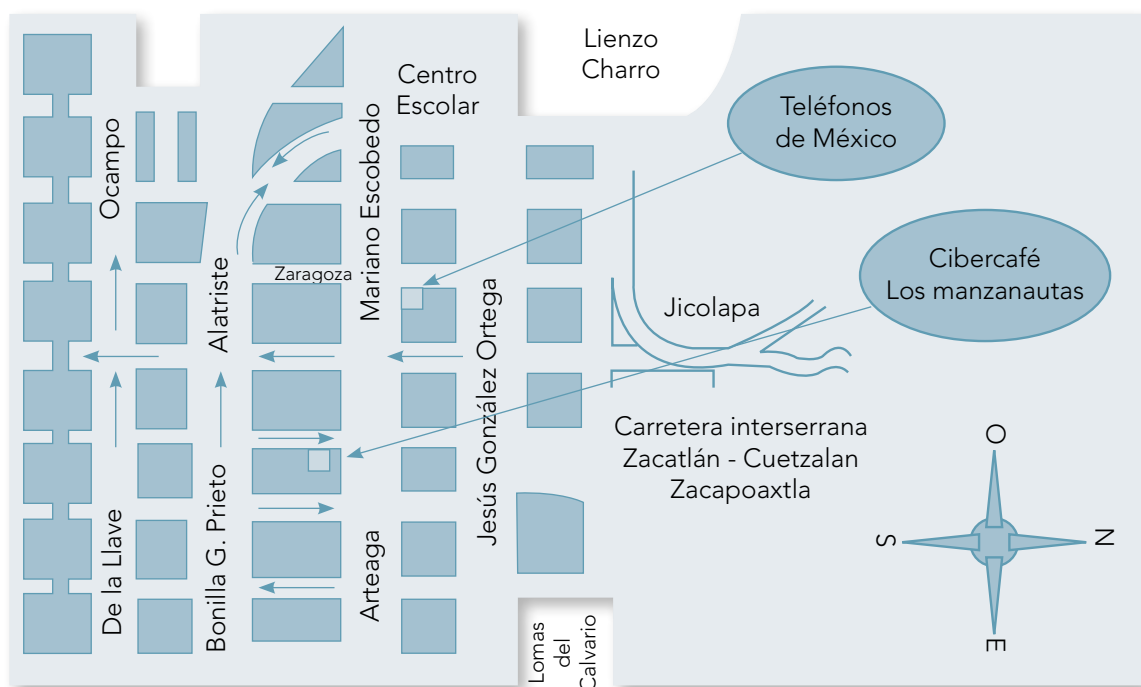 Lienzo
Charro
Centro
Escolar
Teléfonos
de México
Ocampo
Mariano Escobedo
Zaragoza
Alatriste
Cibercafé
Los manzanautas
Jicolapa
Jesús González Ortega
Carretera interserrana
Zacatlán - Cuetzalan
Zacapoaxtla
De la Llave
Bonilla G. Prieto
Arteaga
O
S
N
E
Lomas
del
Calvario